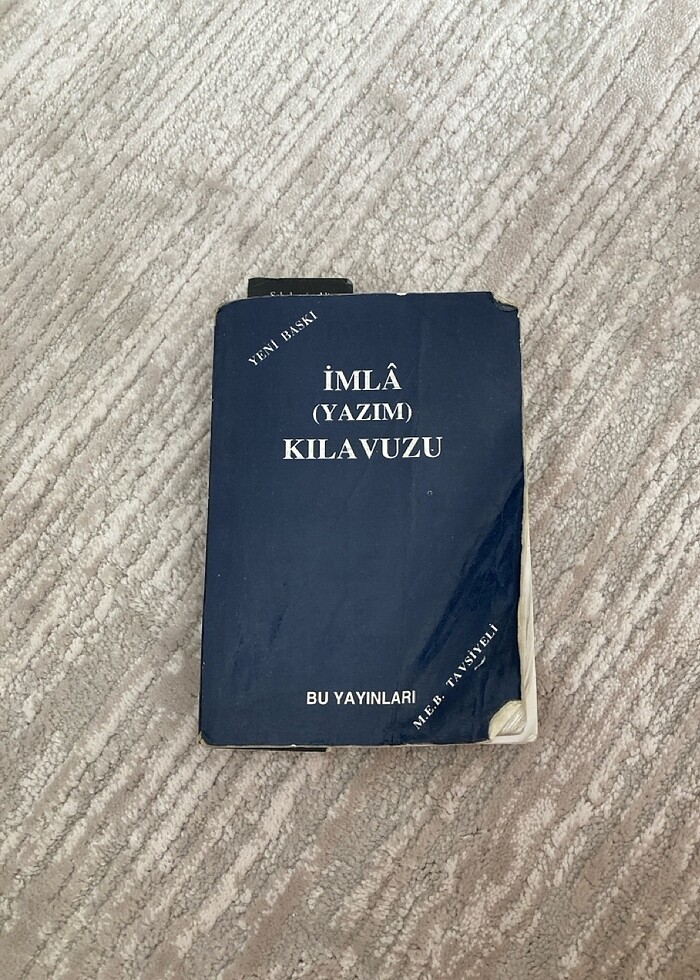 YENİ BASKI
İMLÂ
(YAZIM)
KILAVUZU
M.E.B. TAVSİYELİ
BU YAYINLARI